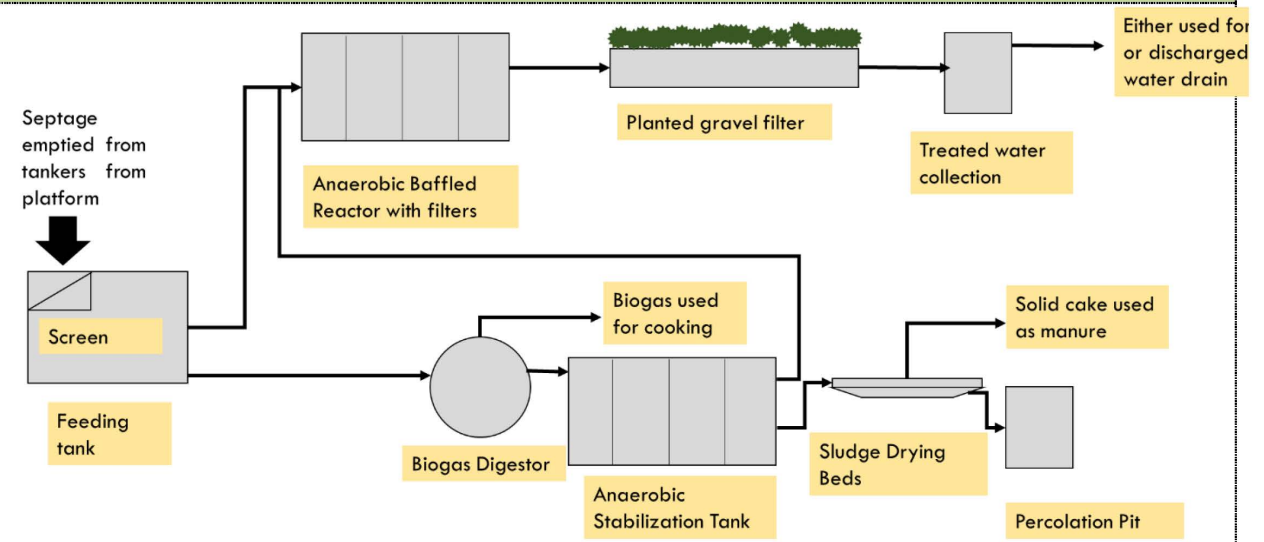 Septage
emptied from
tankers from
platform
Screen
Feeding
tank
Anaerobic Baffled
Reactor with filters
Planted gravel filter
Treated water
collection
Either used for
or discharged
water drain
Biogas used
for cooking
Biogas Digestor
Anaerobic
Stabilization Tank
Sludge Drying
Beds
Solid cake used
as manure
Percolation Pit